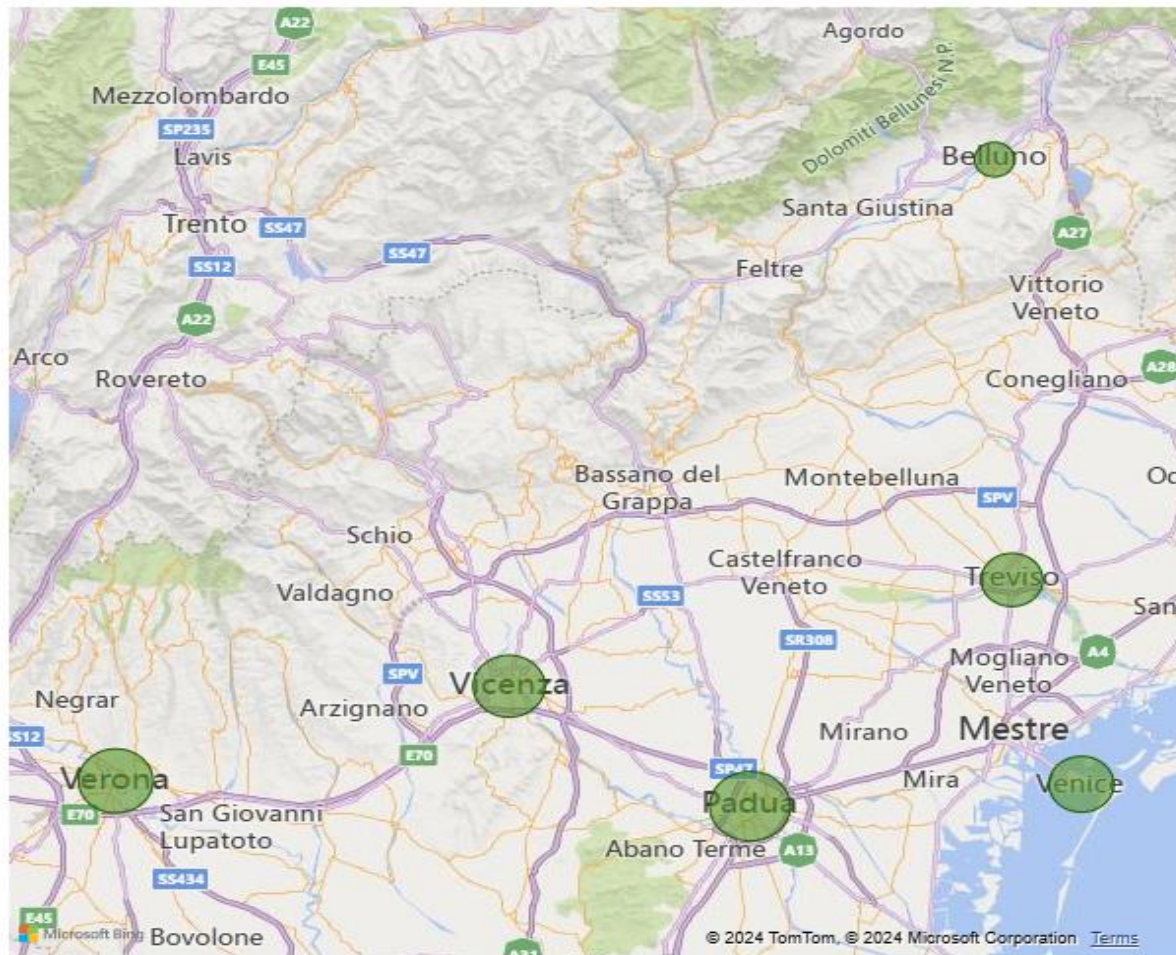 A22
Agordo
E45
Dolomiti Bellunesi N.P.
Mezzolombardo
SP235
Lavis
Belluno
Trento
SS47
Santa Giustina
A27
SS47
SS12
Feltre
Vittorio
Veneto
A22
Arco
Rovereto
A28
Conegliano
Bassano del
Grappa
Montebelluna
SPV
Schio
Castelfranco
Veneto
Treviso
Valdagno
SS53
San
SR308
A4
Mogliano
Veneto
SPV
Vicenza
Negrar
Arzignano
SS12
Mirano
Mestre
E70
SP47
Verona
Mira
Venice
Padua
E70
San Giovanni
Lupatoto
Abano Terme
A13
SS434
E45
Microsoft Bing
Bovolone
© 2024 TomTom, © 2024 Microsoft Corporation Terms